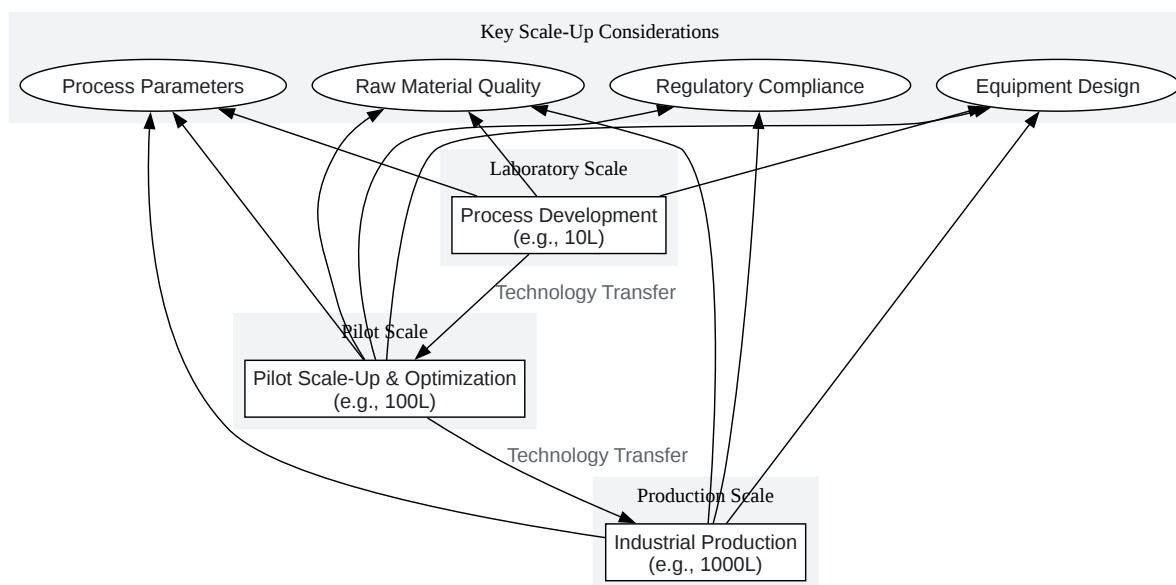 Key Scale-Up Considerations
Process Parameters
Raw Material Quality
Regulatory Compliance
Equipment Design
Laboratory Scale
Process Development
(e.g., 10L)
Technology Transfer
Pilot Scale
Pilot Scale-Up & Optimization
(e.g., 100L)
Technology Transfer
Production Scale
Industrial Production
(e.g., 1000L)